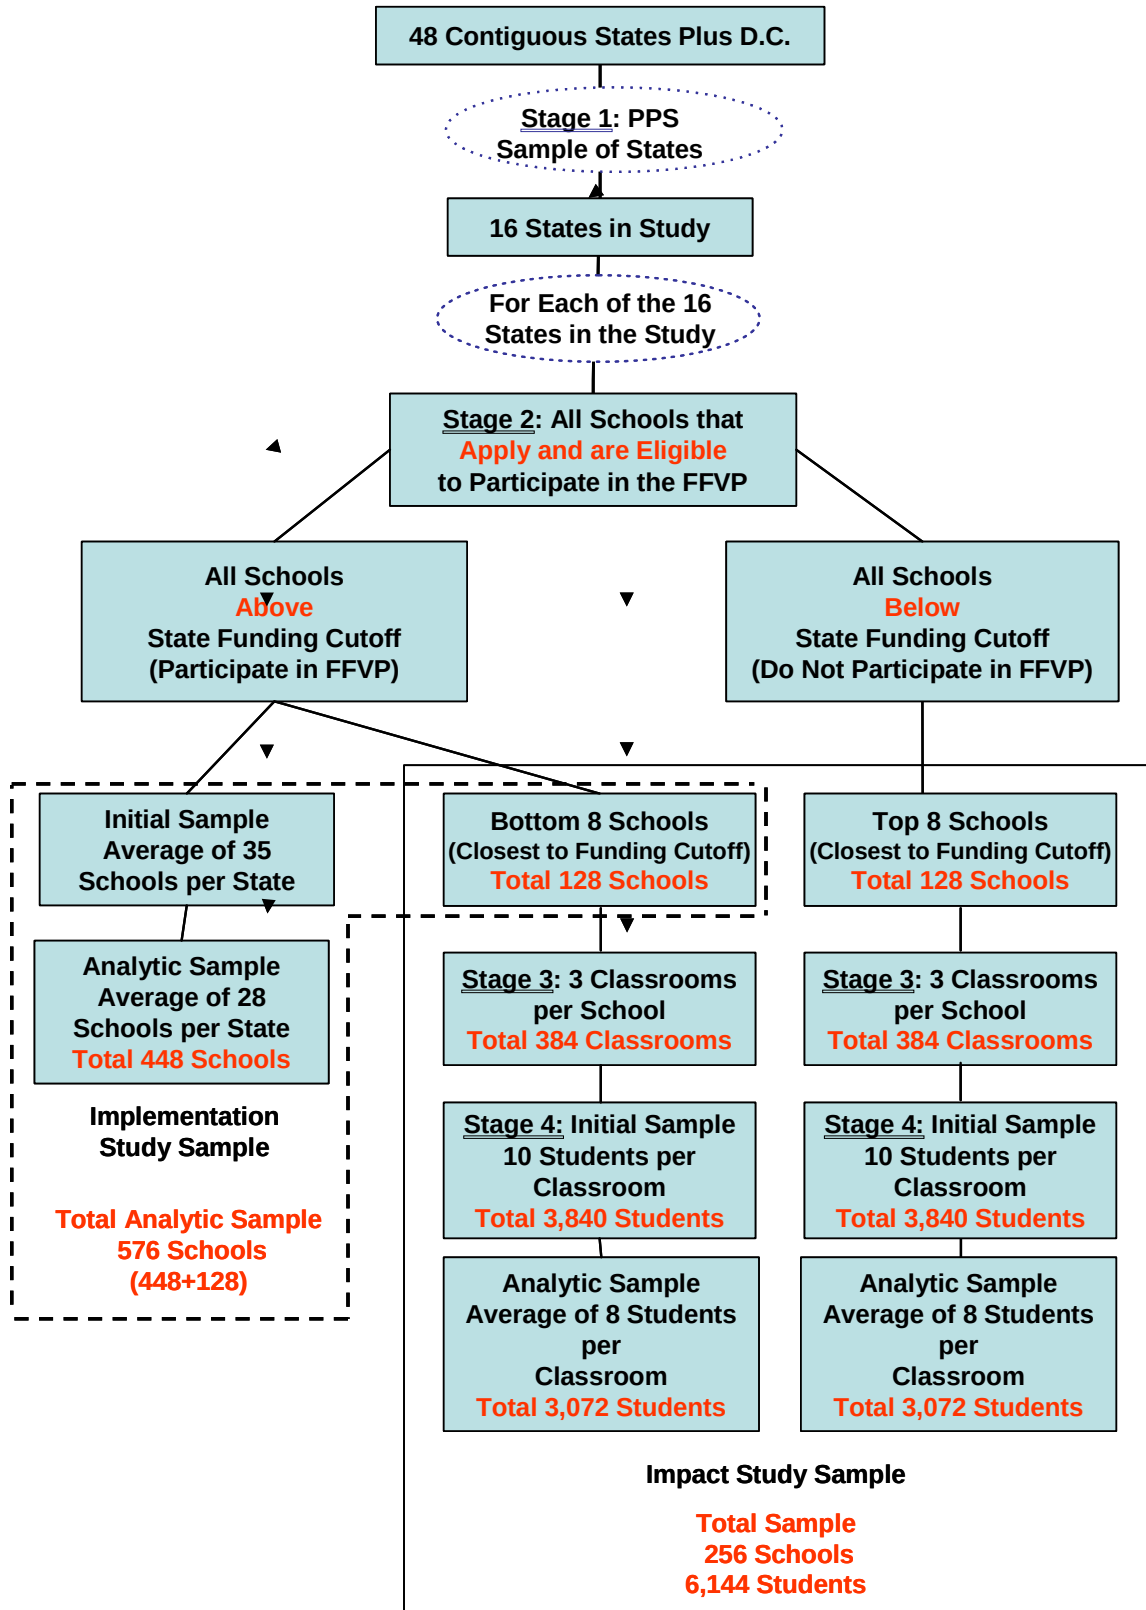 48 Contiguous States Plus D.C.
Stage 1: PPS
Sample of States
16 States in Study
For Each of the 16
States in the Study
Stage 2: All Schools that
Apply and are Eligible
to Participate in the FFVP
All Schools
Above
State Funding Cutoff
(Participate in FFVP)
All Schools
Below
State Funding Cutoff
(Do Not Participate in FFVP)
Initial Sample
Average of 35
Schools per State
Analytic Sample
Average of 28
Schools per State
Total 448 Schools
Implementation
Study Sample
Total Analytic Sample
576 Schools
(448+128)
Bottom 8 Schools
(Closest to Funding Cutoff)
Total 128 Schools
Stage 3: 3 Classrooms
per School
Total 384 Classrooms
Stage 4: Initial Sample
10 Students per
Classroom
Total 3,840 Students
Analytic Sample
Average of 8 Students
per
Classroom
Total 3,072 Students
Top 8 Schools
(Closest to Funding Cutoff)
Total 128 Schools
Stage 3: 3 Classrooms
per School
Total 384 Classrooms
Stage 4: Initial Sample
10 Students per
Classroom
Total 3,840 Students
Analytic Sample
Average of 8 Students
per
Classroom
Total 3,072 Students
Impact Study Sample
Total Sample
256 Schools
6,144 Students